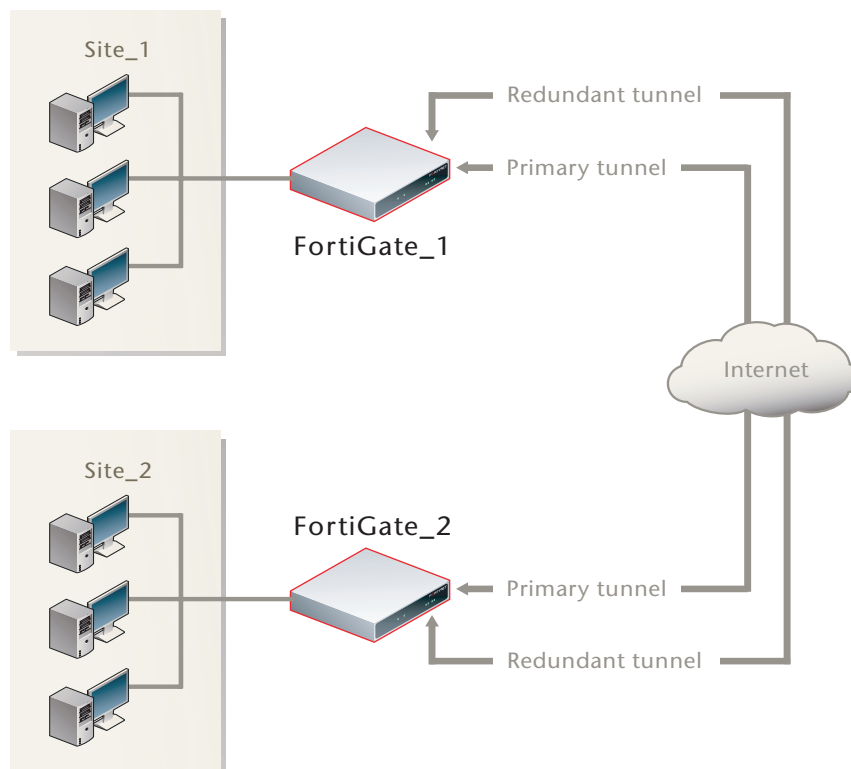 Site_1
Redundant tunnel
Primary tunnel
FortiGate_1
Internet
Site_2
FortiGate_2
Primary tunnel
Redundant tunnel